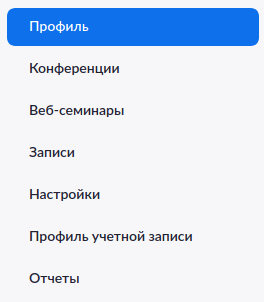 Профиль
Конференции
Веб-семинары
Записи
Настройки
Профиль учетной записи
Отчеты